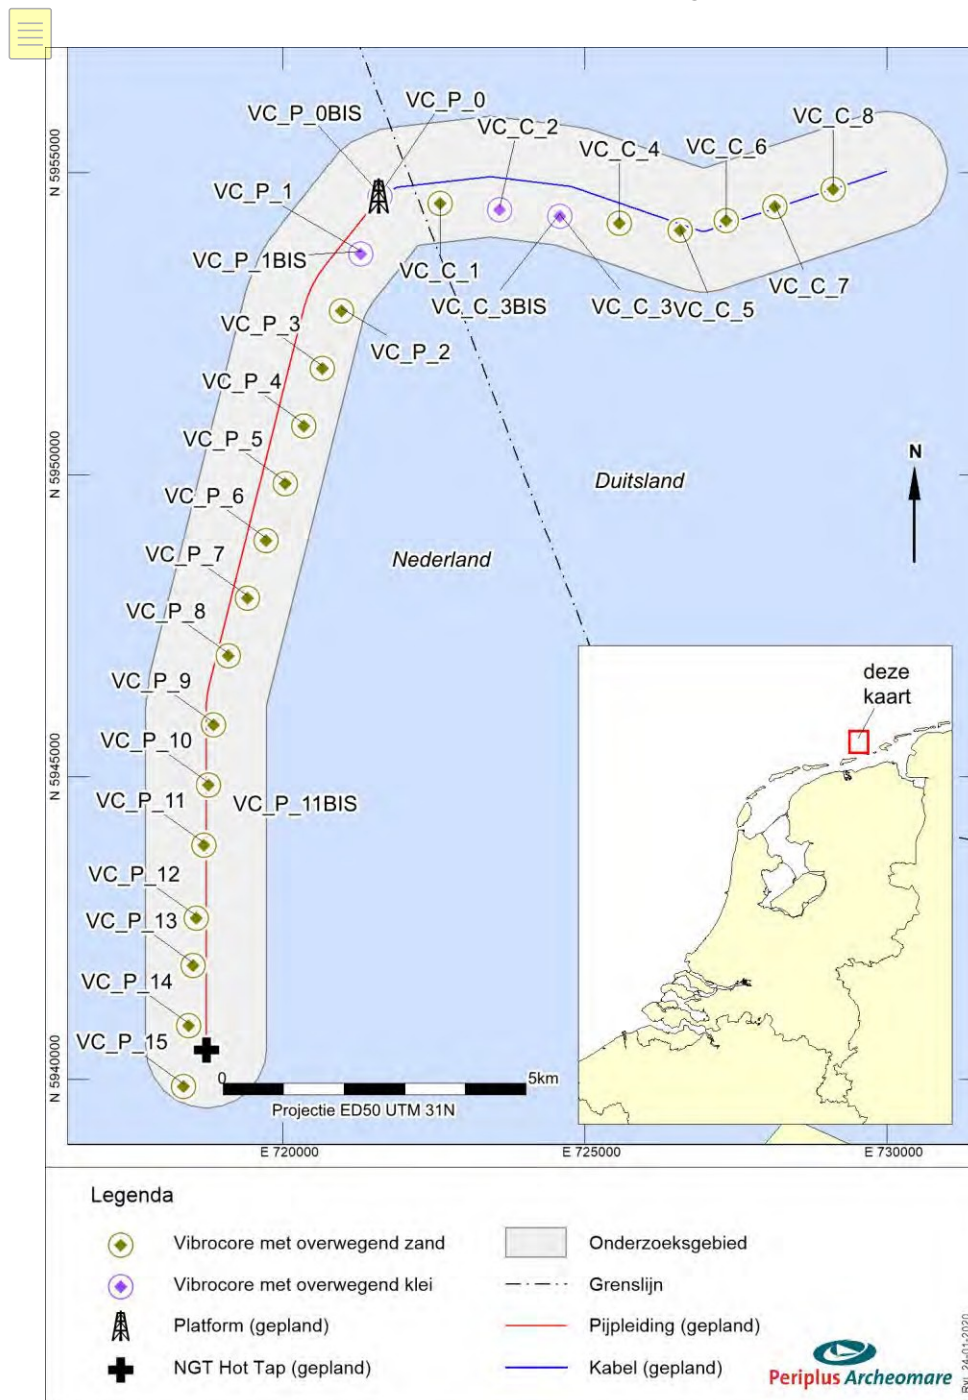 VC_P_0
VC_P_0BIS
VC_C_2
VC_C_8
VC_C_6
VC_C_4
N 5955000
VC_P_1
VC_P_1BIS
VC_C_1
VC_C_7
VC_C_3BIS
VC_C_3
VC_C_5
VC_P_3
VC_P_2
VC_P_4
VC_P_5
N
N 5950000
Duitsland
VC_P_6
VC_P_7
Nederland
VC_P_8
VC_P_9
deze
kaart
VC_P_10
N 5945000
VC_P_11
VC_P_11BIS
VC_P_12
VC_P_13
VC_P_14
VC_P_15
N 5940000
0
5km
Projectie ED50 UTM 31N
E 720000
E 725000
E 730000
Legenda
Vibrocore met overwegend zand
Vibrocore met overwegend klei
Platform (gepland)
NGT Hot Tap (gepland)
Onderzoeksgebied
Grenslijn
Pijpleiding (gepland)
Kabel (gepland)
Periplus Archeomare
24-01-2020